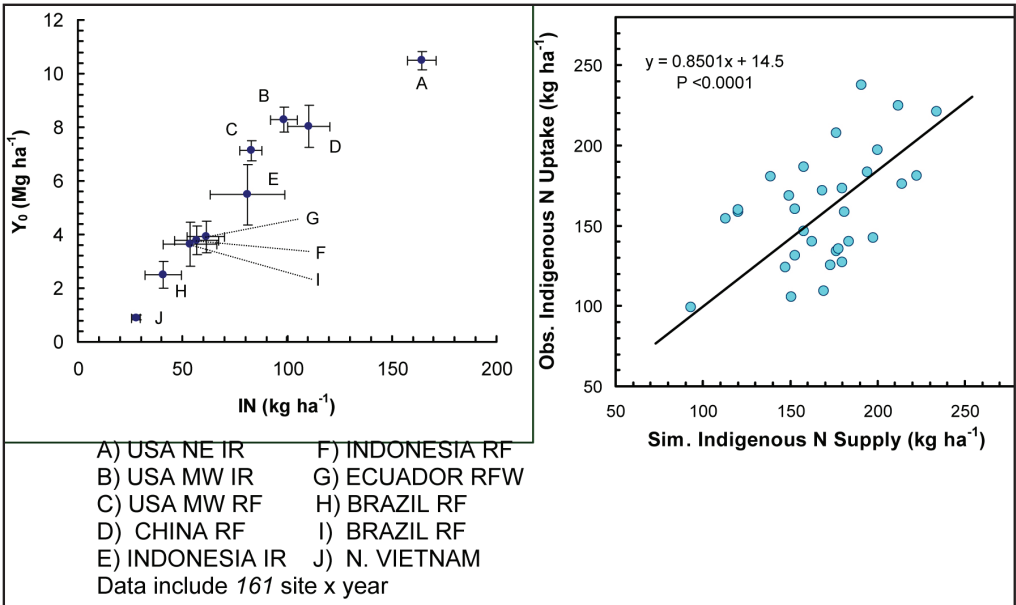 12
10
8
6
4
2
0
Y₀ (Mg ha⁻¹)
A
B
D
C
E
G
F
I
H
J
0 50 100 150 200
IN (kg ha⁻¹)
Obs. Indigenous N Uptake (kg ha⁻¹)
y = 0.8501x + 14.5
P <0.0001
250
200
150
100
50
50 100 150 200 250
Sim. Indigenous N Supply (kg ha⁻¹)
A) USA NE IR F) INDONESIA RF
B) USA MW IR G) ECUADOR RFW
C) USA MW RF H) BRAZIL RF
D) CHINA RF I) BRAZIL RF
E) INDONESIA IR J) N. VIETNAM
Data include 161 site x year